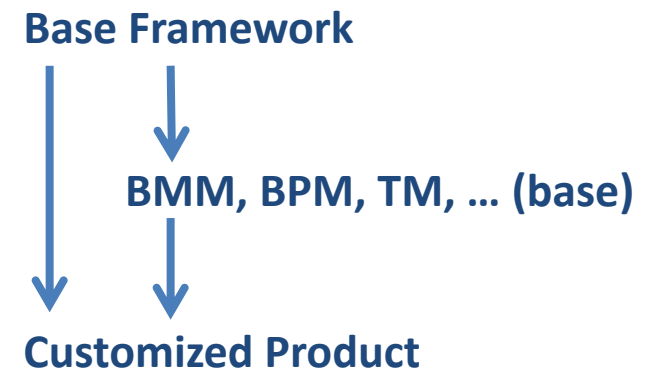 Base Framework
BMM, BPM, TM, … (base)
Customized Product